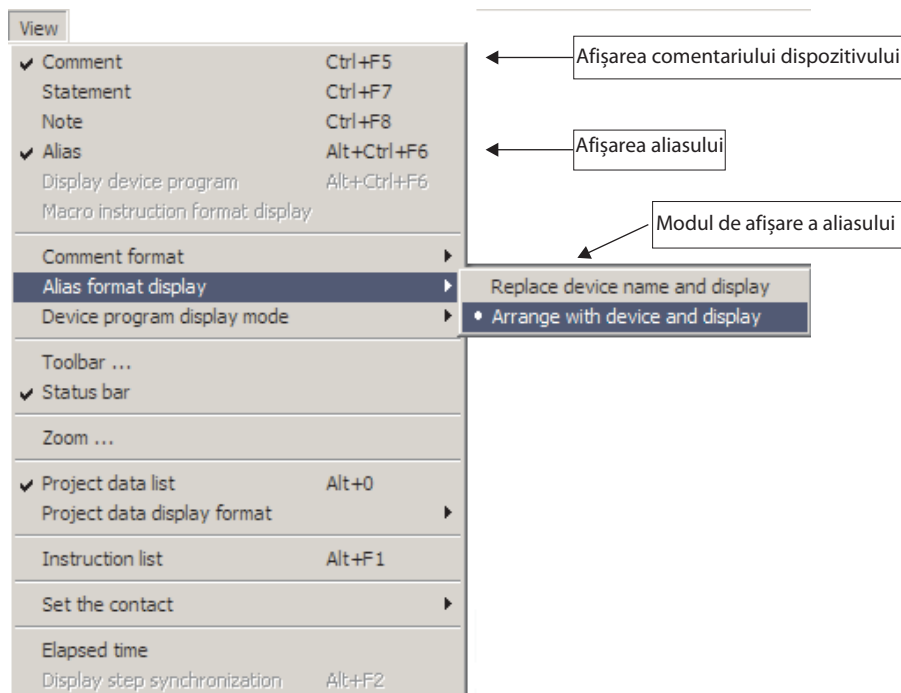 View
Comment Ctrl+F5
Afișarea comentariului dispozitivului
Statement Ctrl+F7
Note Ctrl+F8
Alias Alt+Ctrl+F6
Afișarea aliasului
Display device program Alt+Ctrl+F6
Macro instruction format display
Modul de afișare a aliasului
Comment format
Alias format display
Replace device name and display
Device program display mode
Arrange with device and display
Toolbar ...
Status bar
Zoom ...
Project data list Alt+0
Project data display format
Instruction list Alt+F1
Set the contact
Elapsed time
Display step synchronization Alt+F2